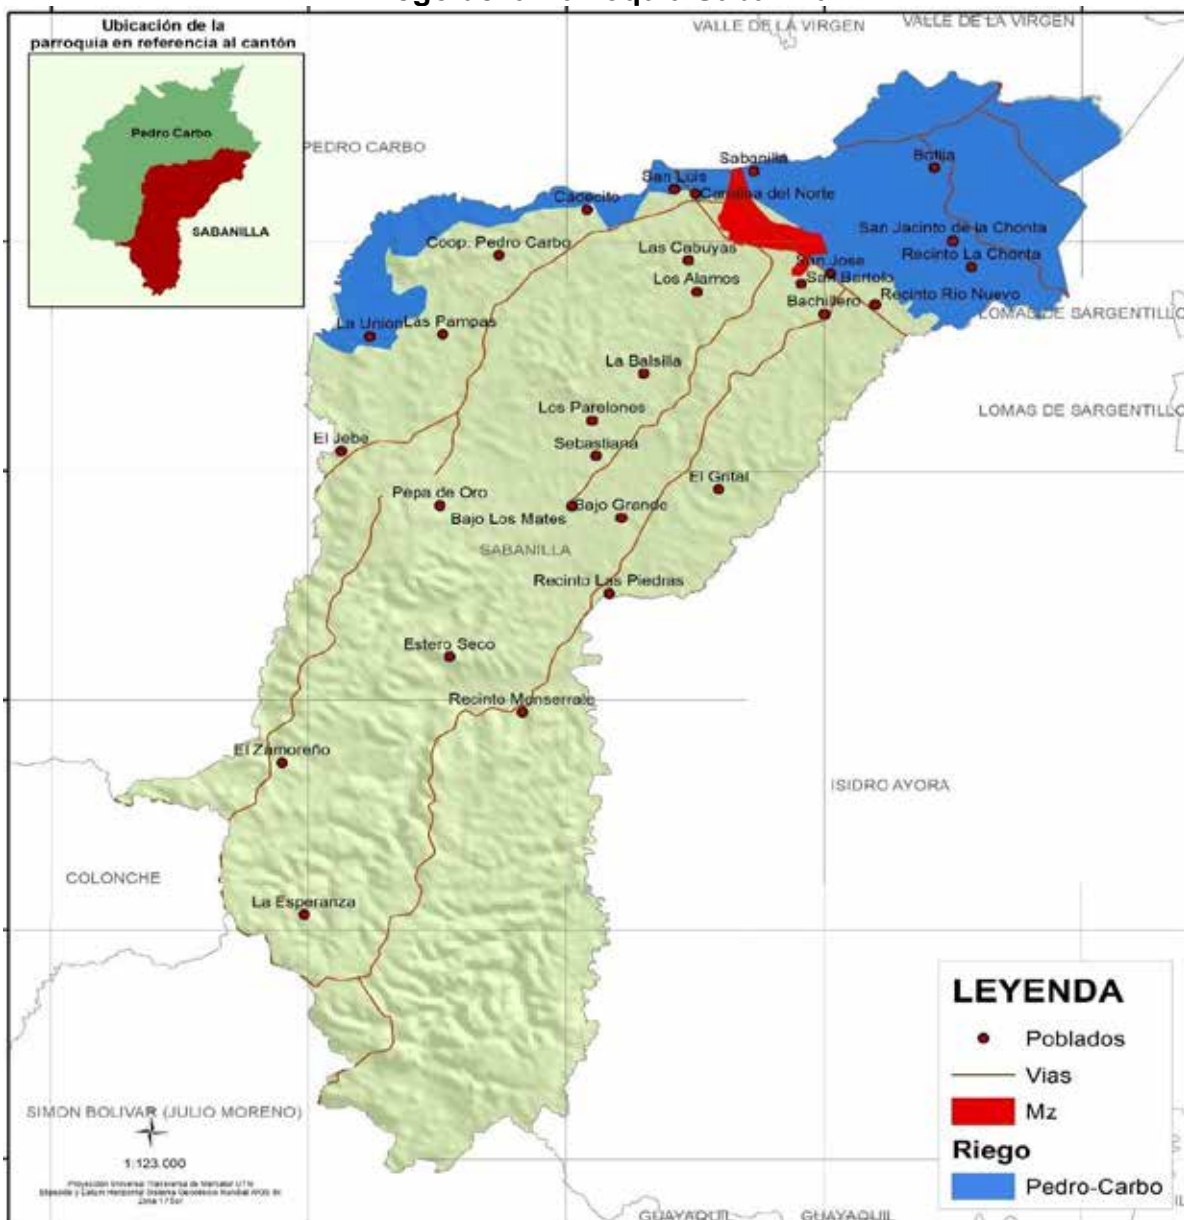 Ubicación de la
parroquia en referencia al cantón
Pedro Carbo
SABANILLA
VALLE DE LA VIRGEN
VALLE DE LA VIRGEN
PEDRO CARBO
Sabanilla
San Luis
Carolina del Norte
Cadecito
Coop. Pedro Carbo
Las Cabuyas
Los Alamos
San Jacinto de la Chonta
Recinto La Chonta
San Jose
San Bertolo
Bachillero
Recinto Rio Nuevo
LOMAS DE SARGENTILLO
La Union
Las Pampas
La Balsilla
Los Parelones
LOMAS DE SARGENTILLO
El Jebe
Sebastiana
El Grital
Pepa de Oro
Bajo Los Mates
Bajo Grande
SABANILLA
Recinto Las Piedras
Estero Seco
Recinto Monserrate
El Zamoreño
ISIDRO AYORA
COLONCHE
La Esperanza
LEYENDA
Poblados
Vias
Mz
Riego
Pedro-Carbo
SIMON BOLIVAR (JULIO MORENO)
1:123.000
GUAYAQUIL
GUAYAQUIL